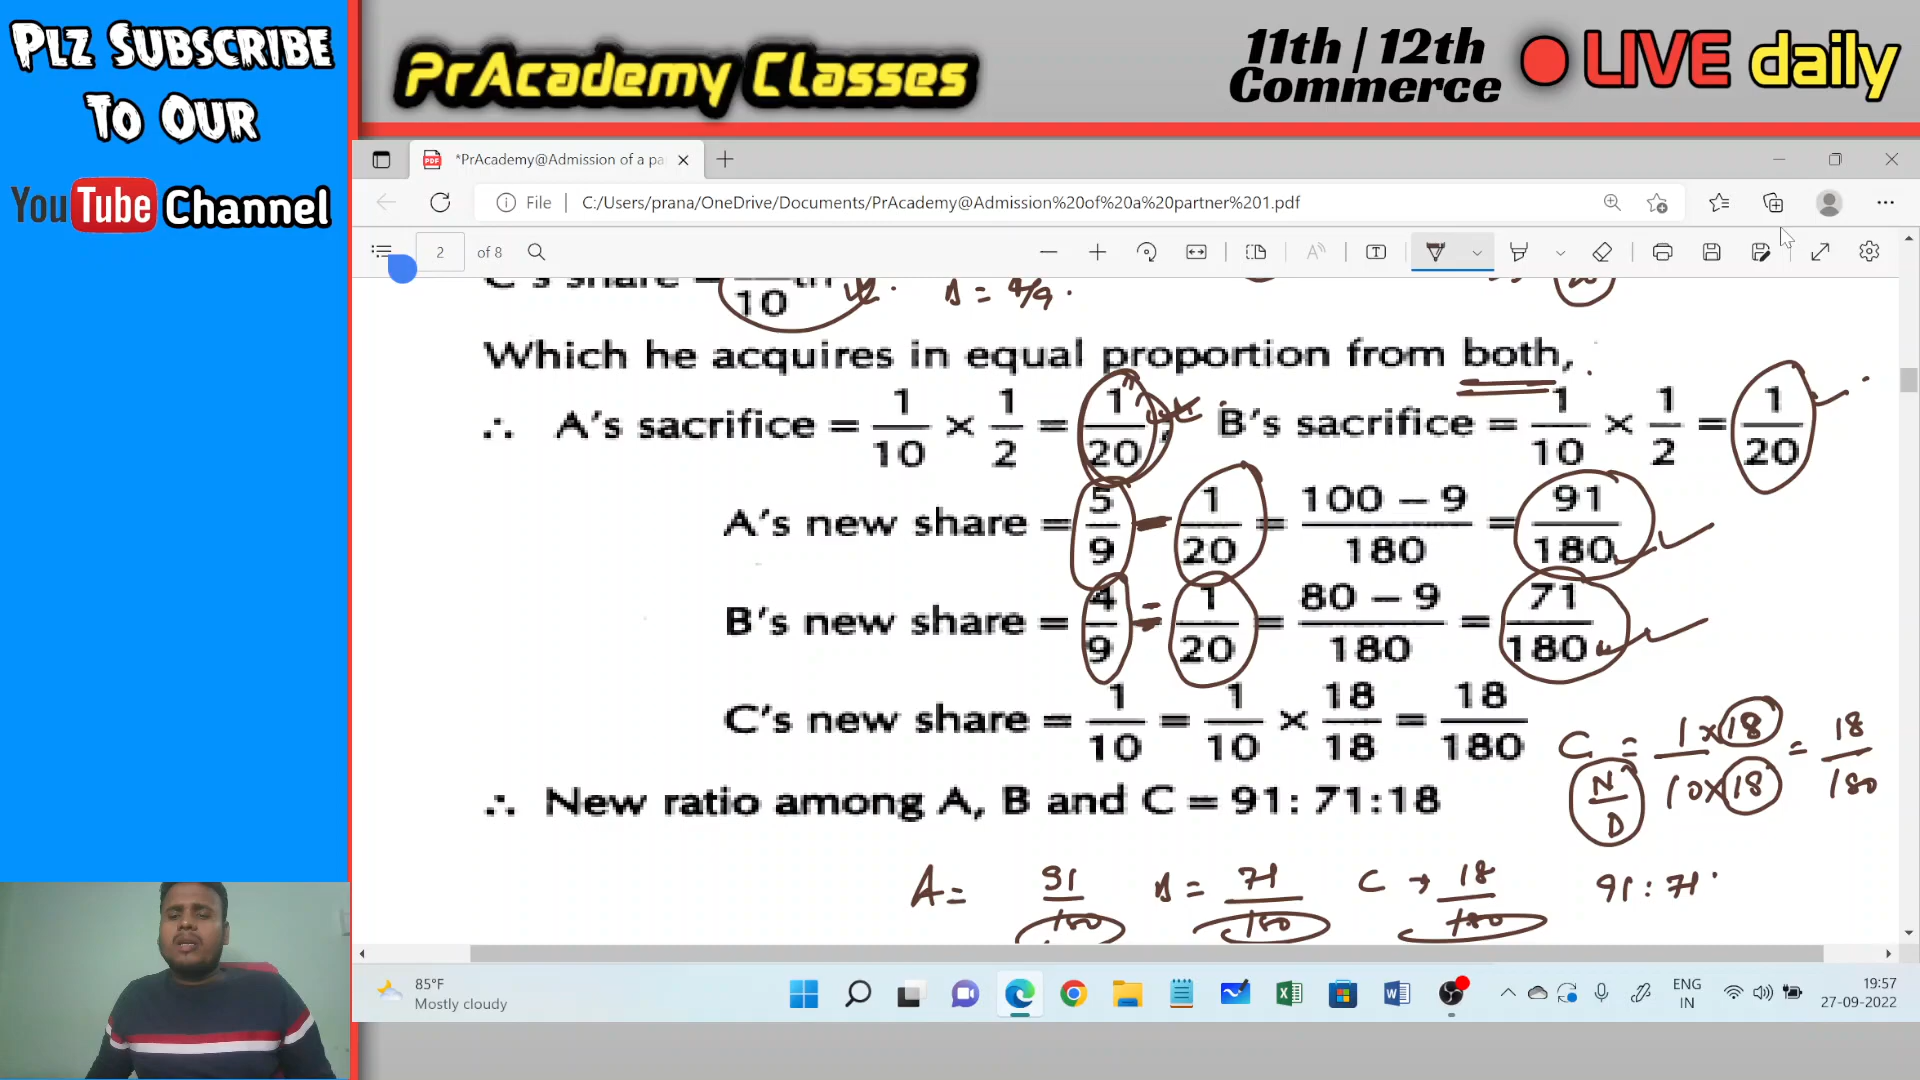 PLZ SUBSCRIBE
TO OUR
YouTube Channel
PrAcademy Classes
11th | 12th
Commerce
LIVE daily
*PrAcademy@Admission of a pa
File C:/Users/prana/OneDrive/Documents/PrAcademy@Admission%20of%20a%20partner%201.pdf
2 of 8
C's share = /10 th
B = 4/9
Which he acquires in equal proportion from both,
∴ A's sacrifice = 1/10 × 1/2 = 1/20, B's sacrifice = 1/10 × 1/2 = 1/20
A's new share = 5/9 - 1/20 = 100 – 9/180 = 91/180
B's new share = 4/9 - 1/20 = 80 – 9/180 = 71/180
C's new share = 1/10 = 1/10 × 18/18 = 18/180
C = 1×18/10×18 = 18/180
N/D
∴ New ratio among A, B and C = 91 : 71 : 18
A = 91/180 B = 71/180 C → 18/180 91 : 71
85°F
Mostly cloudy
ENG
IN
19:57
27-09-2022